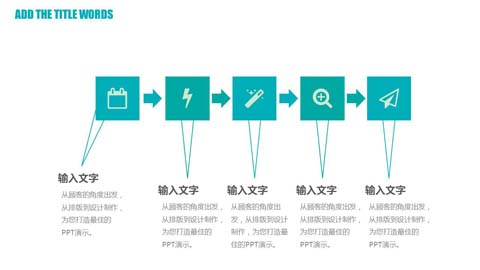 ADD THE TITLE WORDS
输入文字
从顾客的角度出发,
从排版到设计制作,
为您打造最佳的
PPT演示。
输入文字
从顾客的角度出发,
从排版到设计制作,
为您打造最佳的
PPT演示。
输入文字
从顾客的角度出
发,从排版到设计
制作,为您打造最
佳的PPT演示。
输入文字
从顾客的角度出发,
从排版到设计制作,
为您打造最佳的
PPT演示。
输入文字
从顾客的角度出发,
从排版到设计制作,
为您打造最佳的
PPT演示。